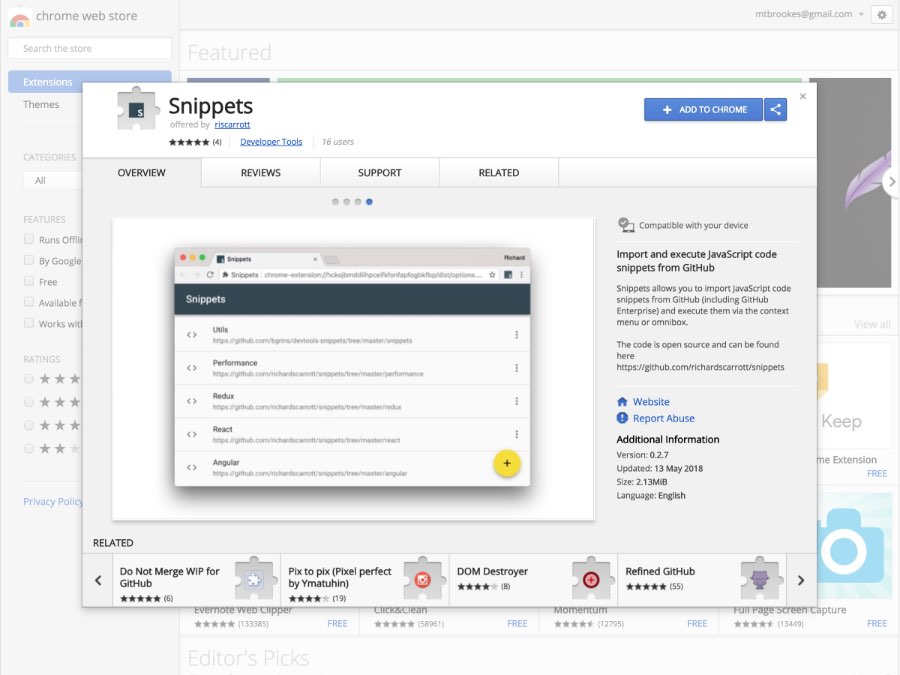 chrome web store
mtbrookes@gmail.com
Search the store
Featured
Extensions
Themes
CATEGORIES
All
FEATURES
Runs Offlin
By Google
Free
Available f
Works with
RATINGS
Privacy Policy
Snippets
offered by riscarrott
(4) Developer Tools 16 users
ADD TO CHROME
OVERVIEW REVIEWS SUPPORT RELATED
Snippets
Richard
Snippets
Snippets
Utils
https://github.com/bgrins/devtools-snippets/tree/master/snippets
Performance
https://github.com/richardscarrott/snippets/tree/master/performance
Redux
https://github.com/richardscarrott/snippets/tree/master/redux
React
https://github.com/richardscarrott/snippets/tree/master/react
Angular
https://github.com/richardscarrott/snippets/tree/master/angular
Compatible with your device
Import and execute JavaScript code
snippets from GitHub
Snippets allows you to import JavaScript code
snippets from GitHub (including GitHub
Enterprise) and execute them via the context
menu or omnibox.
The code is open source and can be found
here
https://github.com/richardscarrott/snippets
Website
Report Abuse
Additional Information
Version: 0.2.7
Updated: 13 May 2018
Size: 2.13MiB
Language: English
View all
Keep
me Extension
FREE
RELATED
Do Not Merge WIP for
GitHub
(6)
Pix to pix (Pixel perfect
by Ymatuhin)
(19)
DOM Destroyer
(8)
Refined GitHub
(55)
Evernote Web Clipper
(133385) FREE
Click&Clean
(58961) FREE
Momentum
(12795) FREE
Full Page Screen Capture
(13449) FREE
Editor's Picks